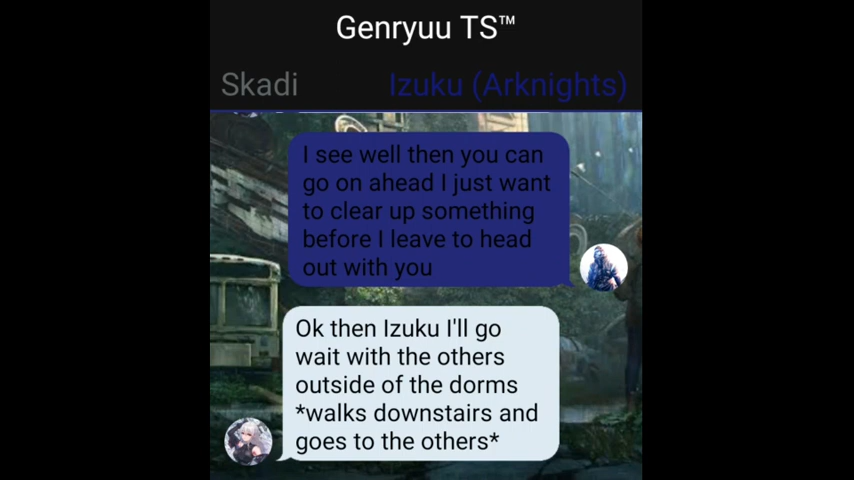 Genryuu TS™
Skadi Izuku (Arknights)
I see well then you can
go on ahead I just want
to clear up something
before I leave to head
out with you
Ok then Izuku I'll go
wait with the others
outside of the dorms
*walks downstairs and
goes to the others*